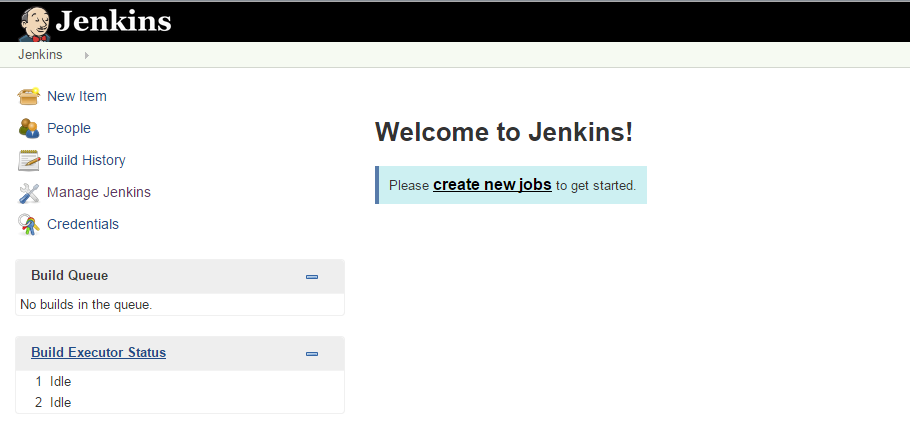 Jenkins
Jenkins
New Item
People
Build History
Manage Jenkins
Credentials
Welcome to Jenkins!
Please create new jobs to get started.
Build Queue
No builds in the queue.
Build Executor Status
1 Idle
2 Idle